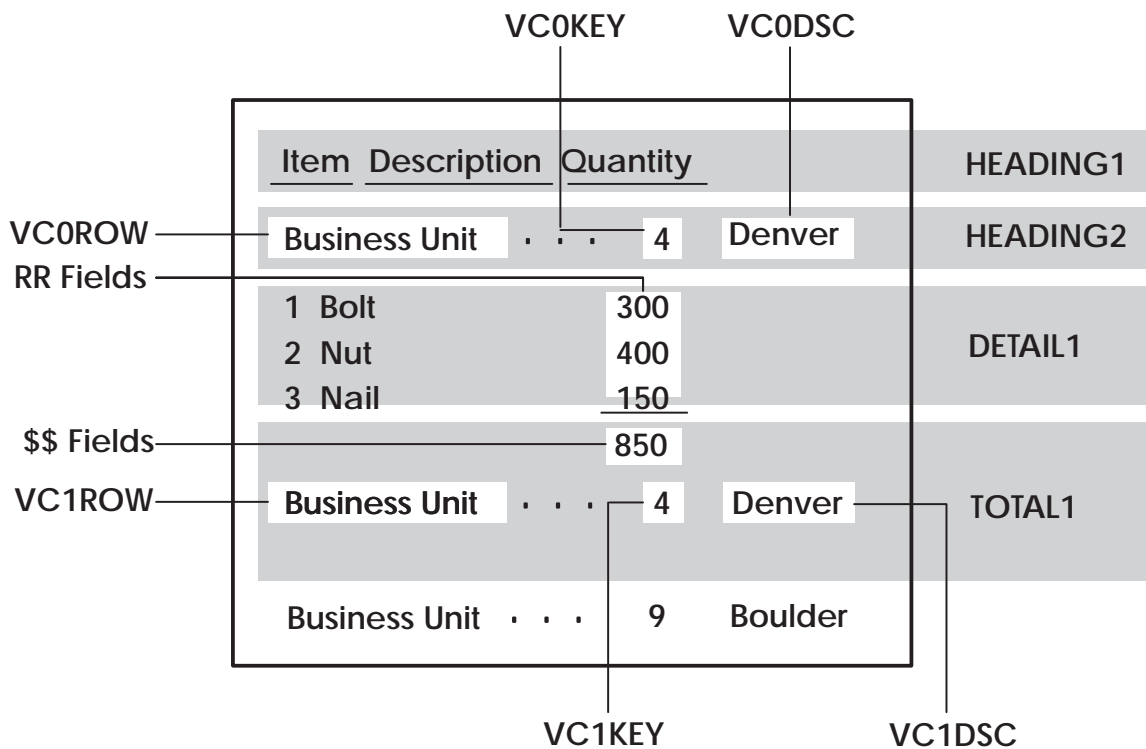 VC0KEY VC0DSC
Item Description Quantity HEADING1
VC0ROW Business Unit . . . 4 Denver HEADING2
RR Fields
1 Bolt 300
2 Nut 400 DETAIL1
3 Nail 150
$$ Fields 850
VC1ROW Business Unit . . . 4 Denver TOTAL1
Business Unit . . . 9 Boulder
VC1KEY VC1DSC